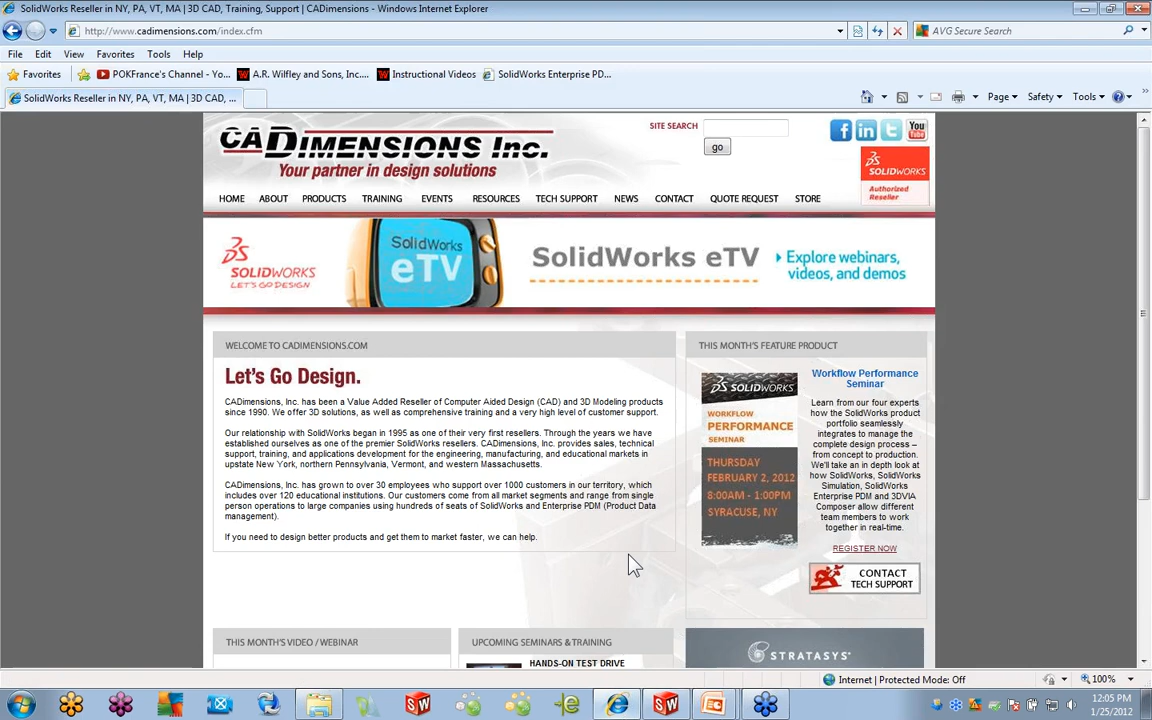 SolidWorks Reseller in NY, PA, VT, MA | 3D CAD, Training, Support | CADimensions - Windows Internet Explorer
http://www.cadimensions.com/index.cfm
AVG Secure Search
File Edit View Favorites Tools Help
Favorites POKFrance's Channel - Yo... A.R. Wilfley and Sons, Inc.... Instructional Videos SolidWorks Enterprise PD...
SolidWorks Reseller in NY, PA, VT, MA | 3D CAD, ...
Page Safety Tools
CADimensions Inc.
Your partner in design solutions
SITE SEARCH
go
You Tube
SOLIDWORKS
Authorized
Reseller
HOME ABOUT PRODUCTS TRAINING EVENTS RESOURCES TECH SUPPORT NEWS CONTACT QUOTE REQUEST STORE
SOLIDWORKS
LET'S GO DESIGN
SolidWorks
eTV
SolidWorks eTV
Explore webinars,
videos, and demos
WELCOME TO CADIMENSIONS.COM
Let's Go Design.
CADimensions, Inc. has been a Value Added Reseller of Computer Aided Design (CAD) and 3D Modeling products
since 1990. We offer 3D solutions, as well as comprehensive training and a very high level of customer support.
Our relationship with SolidWorks began in 1995 as one of their very first resellers. Through the years we have
established ourselves as one of the premier SolidWorks resellers. CADimensions, Inc. provides sales, technical
support, training, and applications development for the engineering, manufacturing, and educational markets in
upstate New York, northern Pennsylvania, Vermont, and western Massachusetts.
CADimensions, Inc. has grown to over 30 employees who support over 1000 customers in our territory, which
includes over 120 educational institutions. Our customers come from all market segments and range from single
person operations to large companies using hundreds of seats of SolidWorks and Enterprise PDM (Product Data
management).
If you need to design better products and get them to market faster, we can help.
THIS MONTH'S FEATURE PRODUCT
SOLIDWORKS
WORKFLOW
PERFORMANCE
SEMINAR
THURSDAY
FEBRUARY 2, 2012
8:00AM - 1:00PM
SYRACUSE, NY
Workflow Performance
Seminar
Learn from our four experts
how the SolidWorks product
portfolio seamlessly
integrates to manage the
complete design process –
from concept to production.
We'll take an in depth look at
how SolidWorks, SolidWorks
Simulation, SolidWorks
Enterprise PDM and 3DVIA
Composer allow different
team members to work
together in real-time.
REGISTER NOW
CONTACT
TECH SUPPORT
THIS MONTH'S VIDEO / WEBINAR
UPCOMING SEMINARS & TRAINING
HANDS-ON TEST DRIVE
STRATASYS
Internet | Protected Mode: Off
100%
12:05 PM
1/25/2012